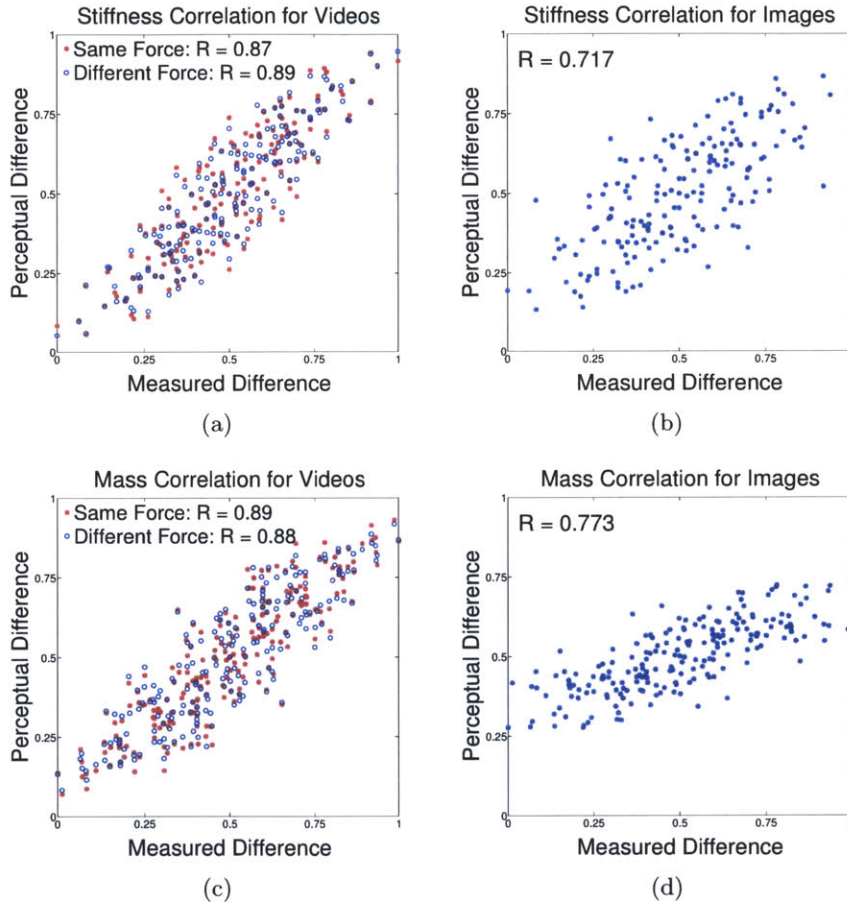 Stiffness Correlation for Videos
1
Same Force: R = 0.87
Different Force: R = 0.89
0.75
0.5
0.25
0
Perceptual Difference
0
0.25
0.5
0.75
1
Measured Difference
(a)
Stiffness Correlation for Images
1
R = 0.717
0.75
0.5
0.25
0
Perceptual Difference
0
0.25
0.5
0.75
Measured Difference
(b)
Mass Correlation for Videos
1
Same Force: R = 0.89
Different Force: R = 0.88
0.75
0.5
0.25
0
Perceptual Difference
0
0.25
0.5
0.75
1
Measured Difference
(c)
Mass Correlation for Images
1
R = 0.773
0.75
0.5
0.25
0
Perceptual Difference
0
0.25
0.5
0.75
Measured Difference
(d)